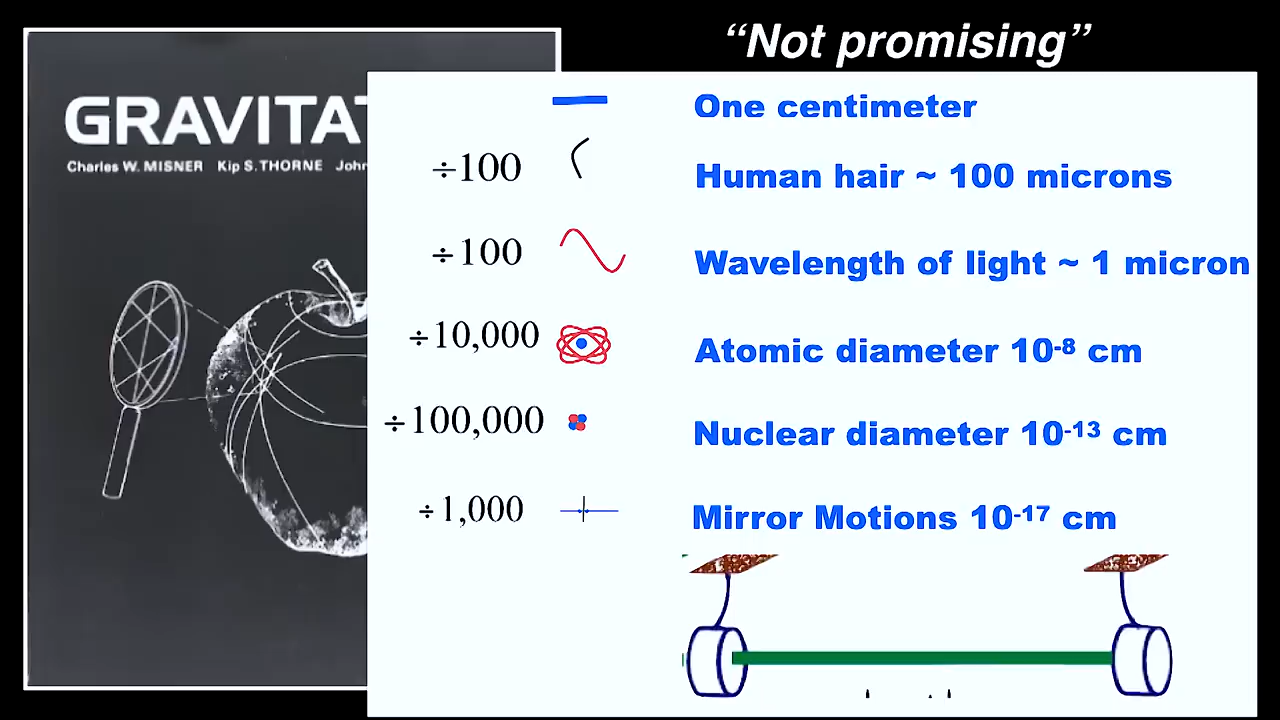 “Not promising”
GRAVITAT
Charles W. MISNER Kip S. THORNE John
One centimeter
÷100 Human hair ~ 100 microns
÷100 Wavelength of light ~ 1 micron
÷10,000 Atomic diameter 10⁻⁸ cm
÷100,000 Nuclear diameter 10⁻¹³ cm
÷1,000 Mirror Motions 10⁻¹⁷ cm